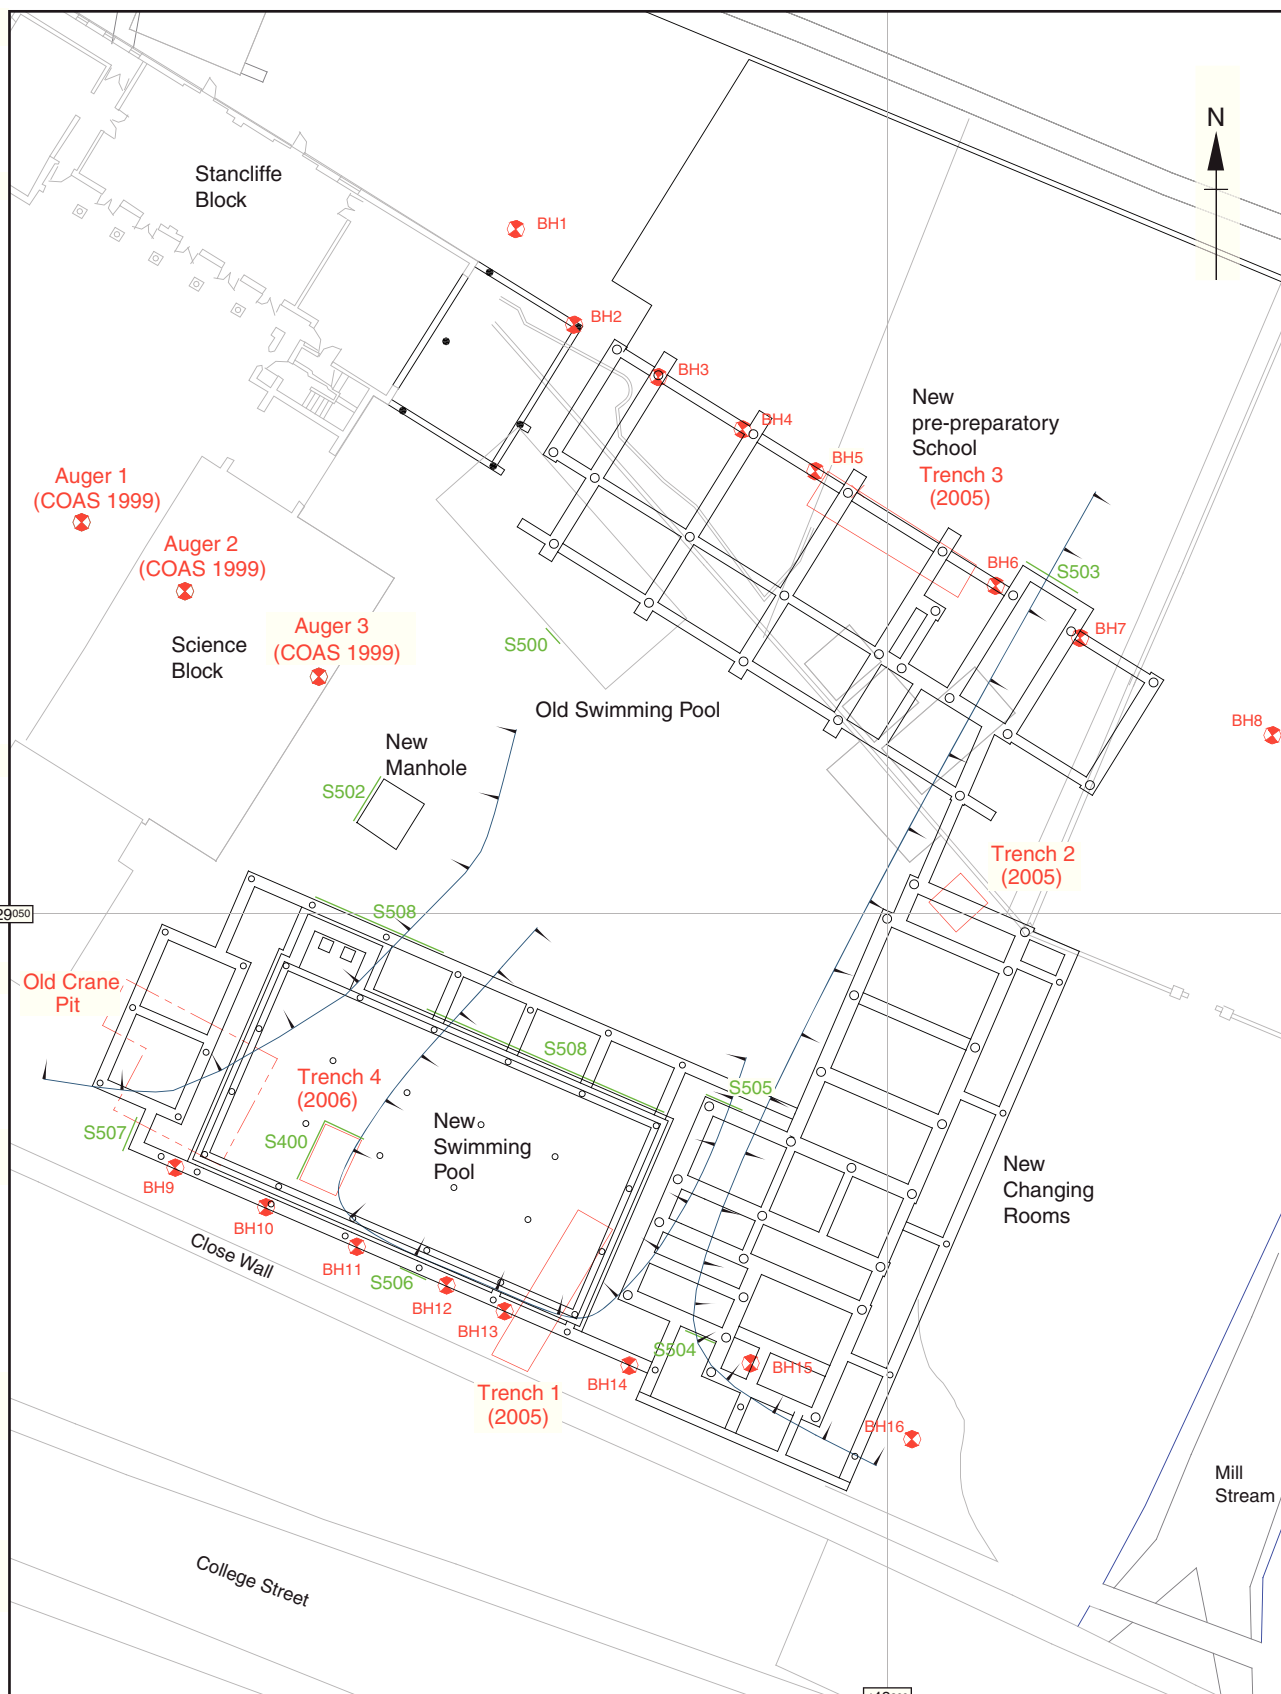 N
Stancliffe
Block
BH1
BH2
BH3
BH4
BH5
New
pre-preparatory
School
Trench 3
(2005)
Auger 1
(COAS 1999)
Auger 2
(COAS 1999)
Auger 3
(COAS 1999)
Science
Block
BH6
S503
BH7
S500
Old Swimming Pool
BH8
New
Manhole
S502
Trench 2
(2005)
S508
29050
Old Crane
Pit
S508
Trench 4
(2006)
S505
S507
S400
New
Swimming
Pool
New
Changing
Rooms
BH9
BH10
Close Wall
BH11
S506
BH12
BH13
S504
BH14
BH15
Trench 1
(2005)
BH16
Mill
Stream
College Street